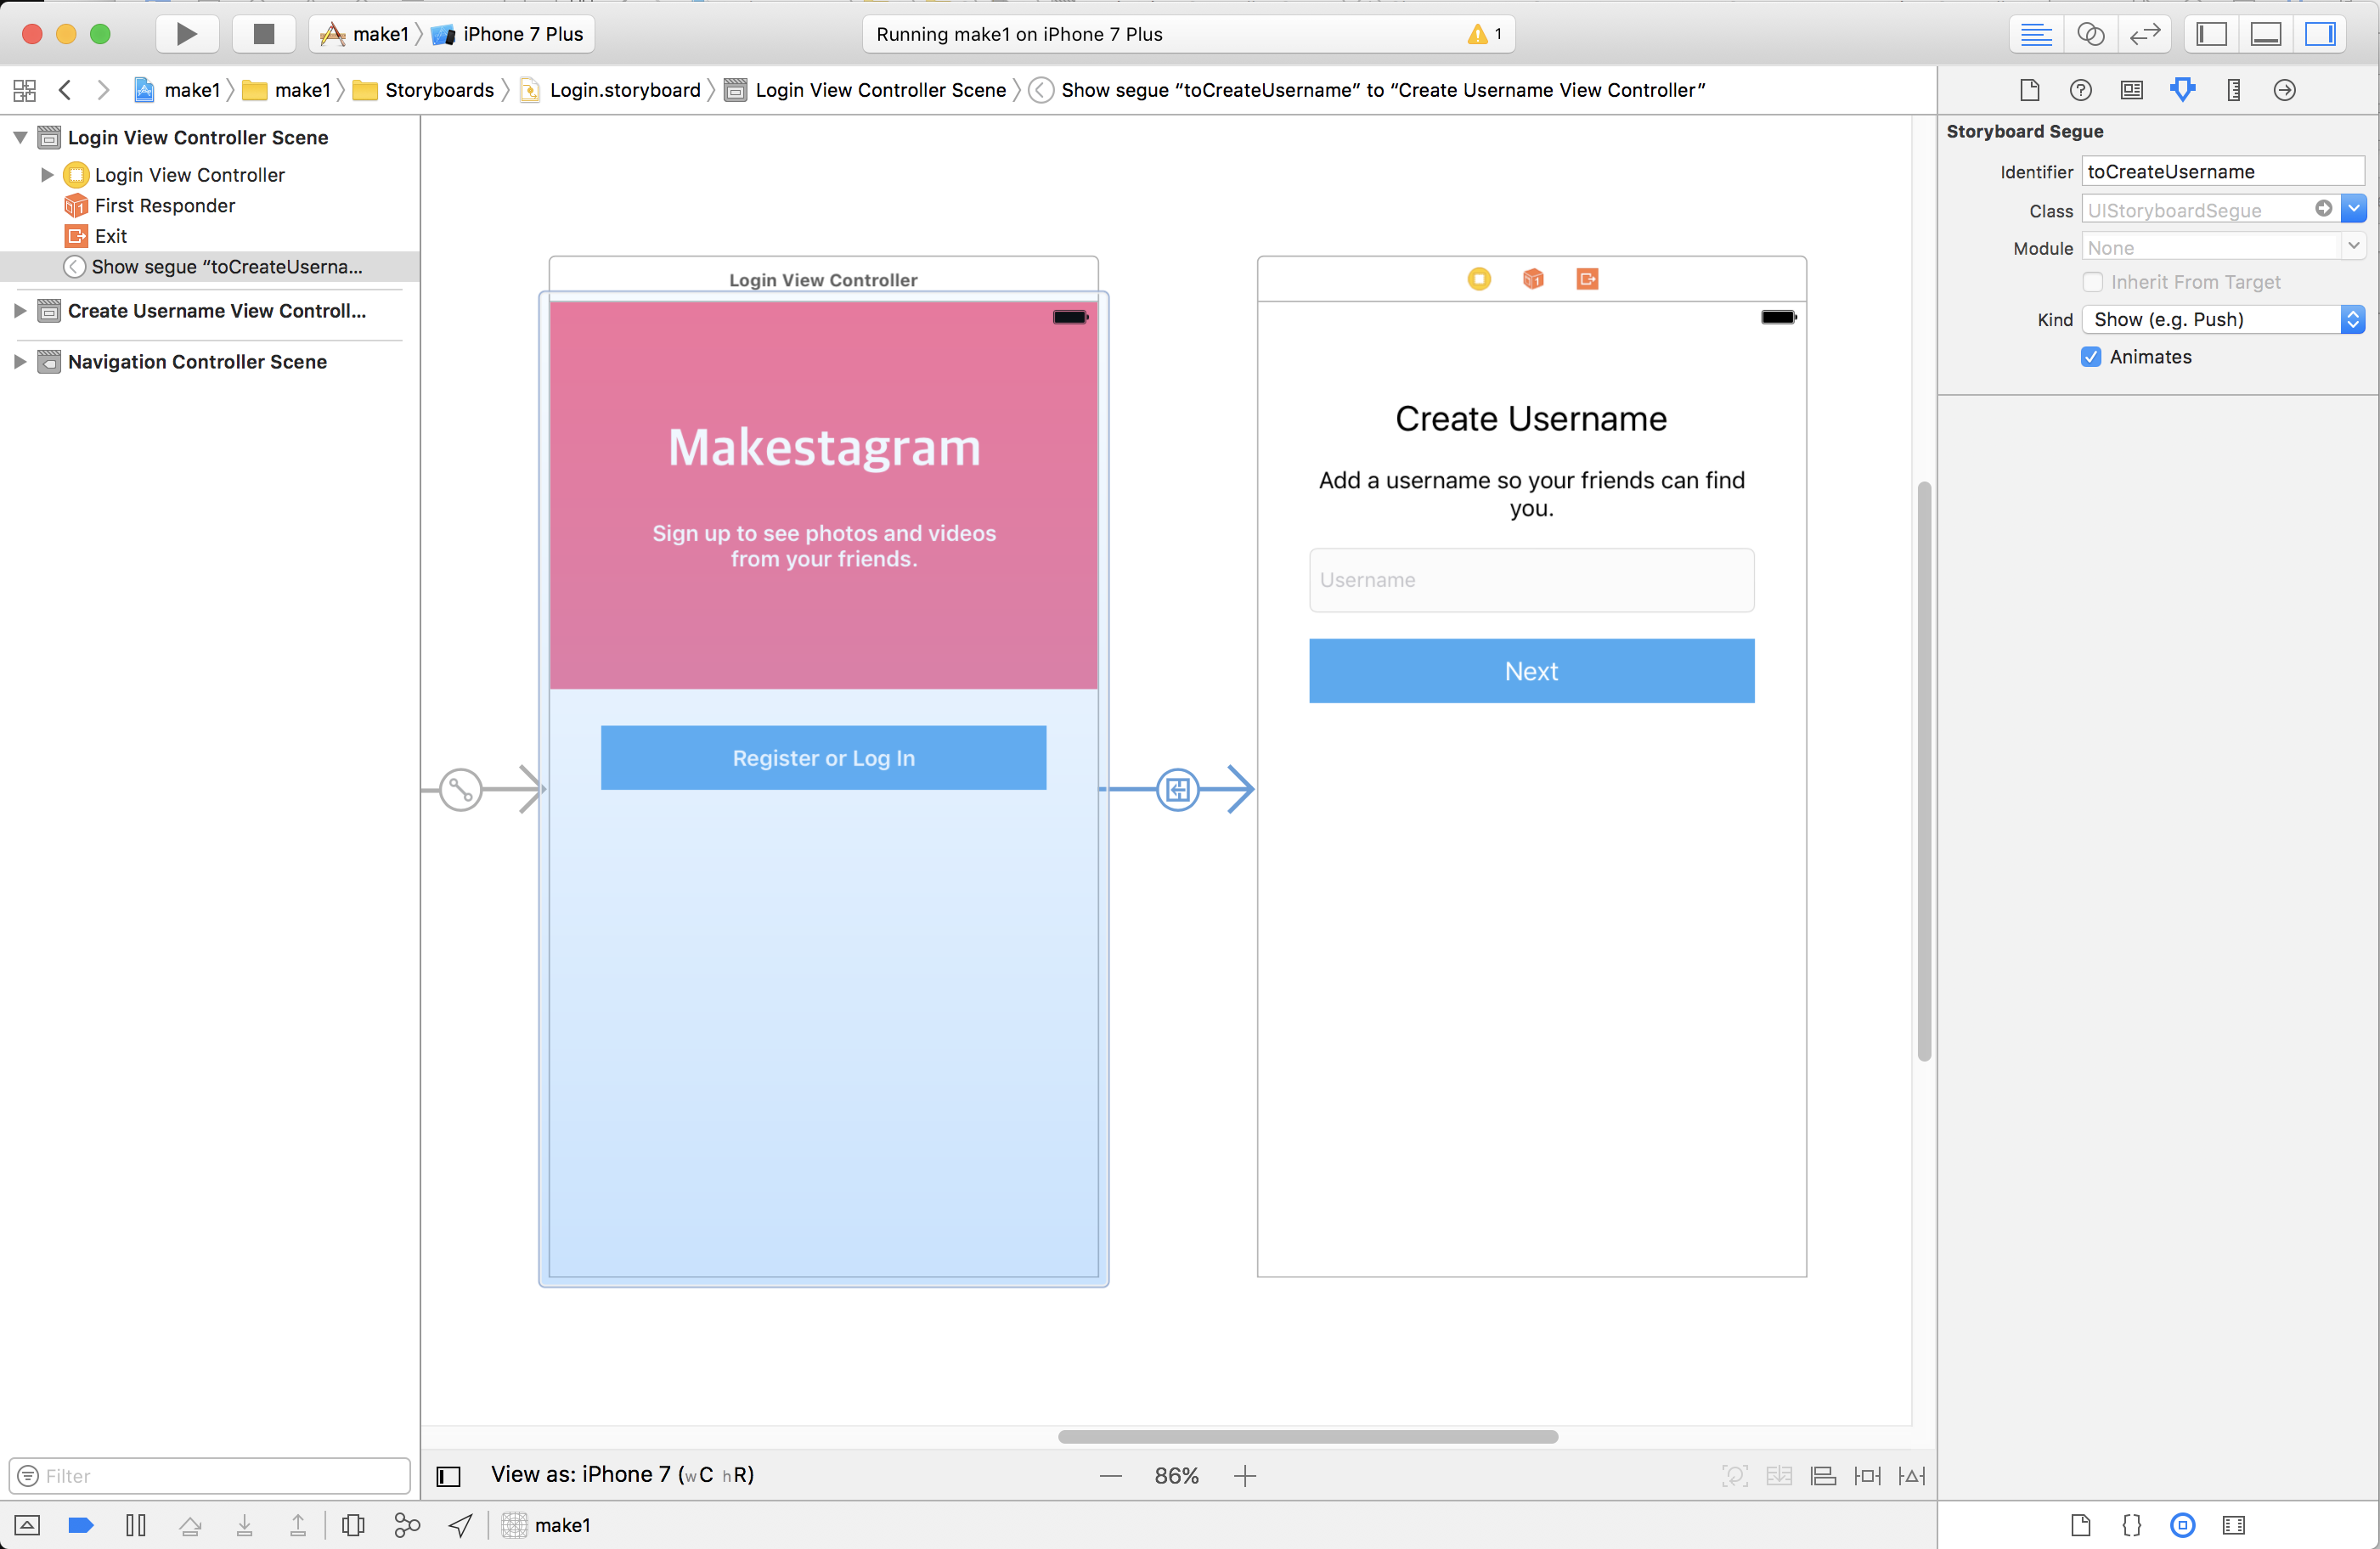 make1 〉 iPhone 7 Plus
Running make1 on iPhone 7 Plus
1
make1 〉 make1 〉 Storyboards 〉 Login.storyboard 〉 Login View Controller Scene 〉 Show segue “toCreateUsername” to “Create Username View Controller”
Login View Controller Scene
Login View Controller
First Responder
Exit
Show segue “toCreateUserna...
Create Username View Controll...
Navigation Controller Scene
Filter
Login View Controller
Makestagram
Sign up to see photos and videos
from your friends.
Register or Log In
Create Username
Add a username so your friends can find
you.
Username
Next
View as: iPhone 7 (wC hR)
86%
make1
Storyboard Segue
Identifier toCreateUsername
Class UIStoryboardSegue
Module None
Inherit From Target
Kind Show (e.g. Push)
Animates